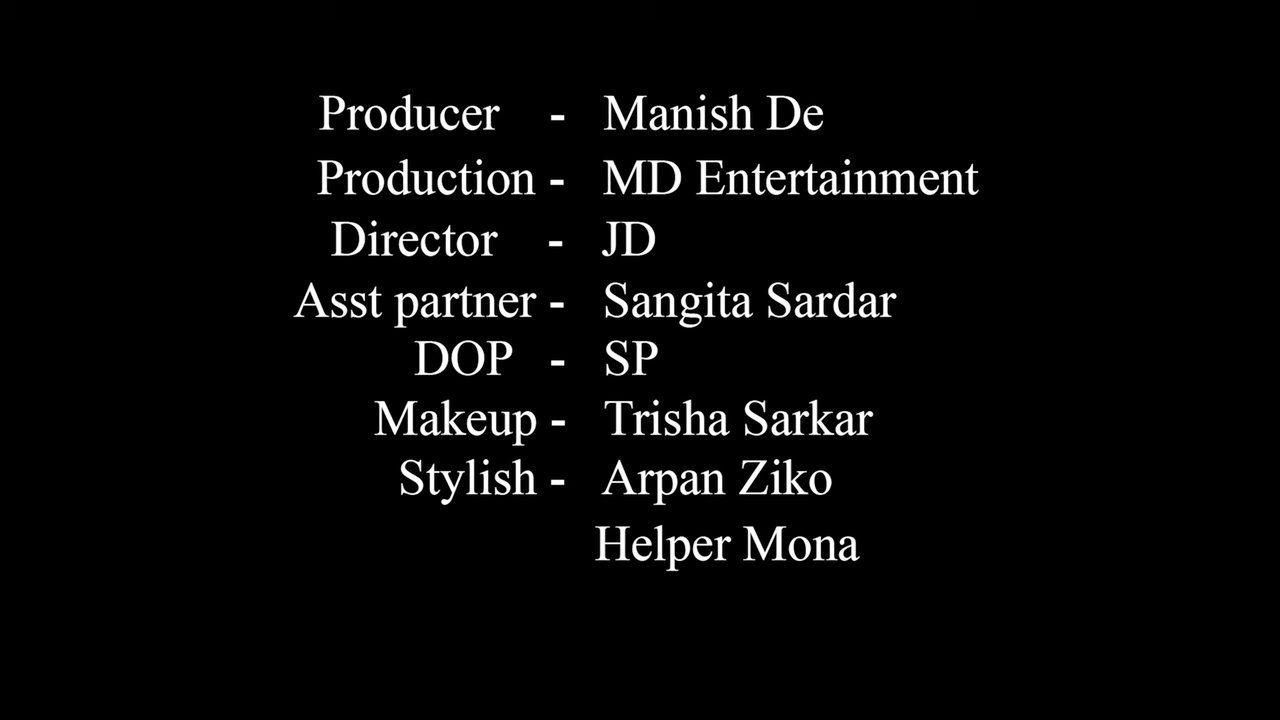 Producer - Manish De
Production - MD Entertainment
Director - JD
Asst partner - Sangita Sardar
DOP - SP
Makeup - Trisha Sarkar
Stylish - Arpan Ziko
Helper Mona